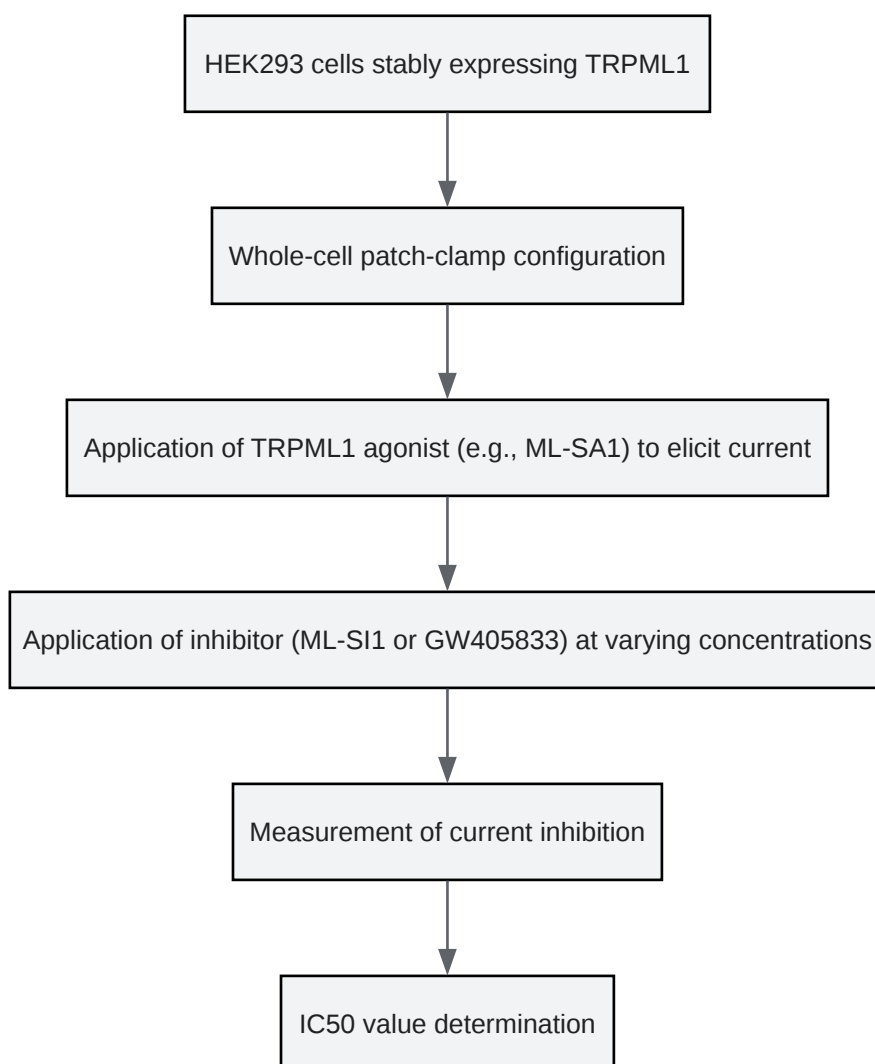 HEK293 cells stably expressing TRPML1
Whole-cell patch-clamp configuration
Application of TRPML1 agonist (e.g., ML-SA1) to elicit current
Application of inhibitor (ML-SI1 or GW405833) at varying concentrations
Measurement of current inhibition
IC50 value determination